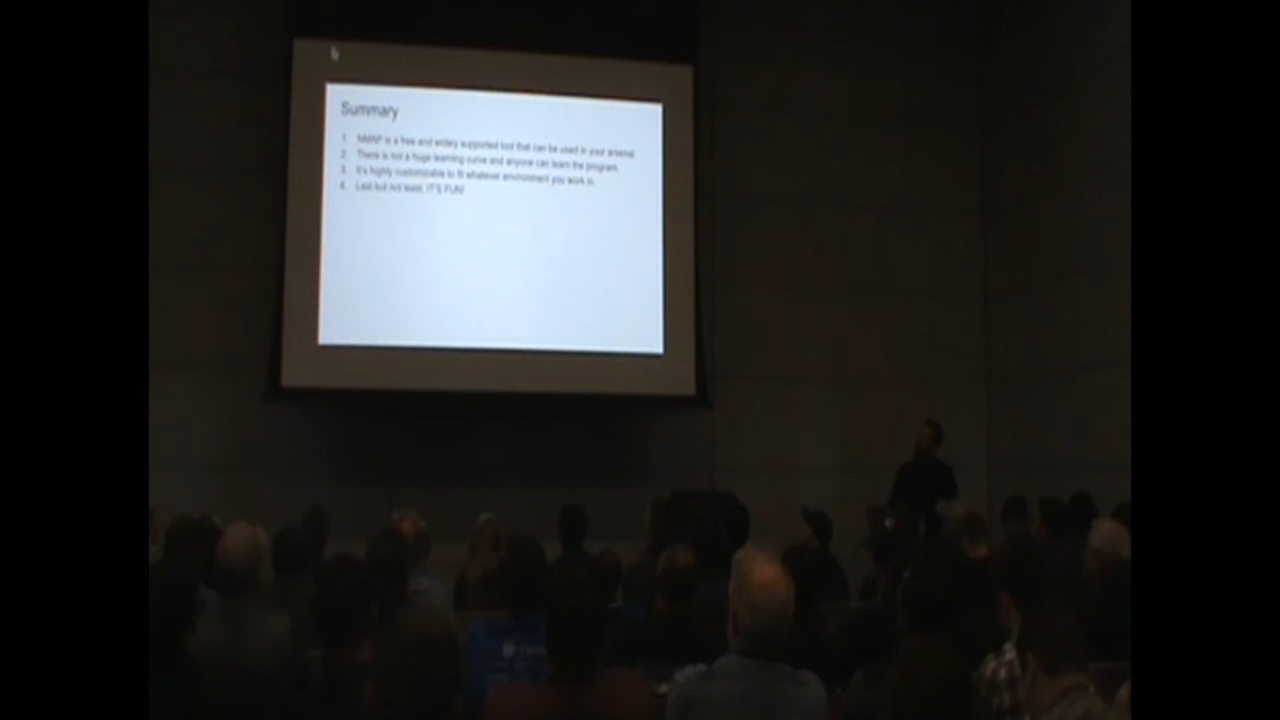 Summary
1. NMAP is a free and widely supported tool that can be used in your arsenal.
2. There is not a huge learning curve and anyone can learn the program.
3. It's highly customizable to fit whatever environment you work in.
4. Last but not least, IT'S FUN!